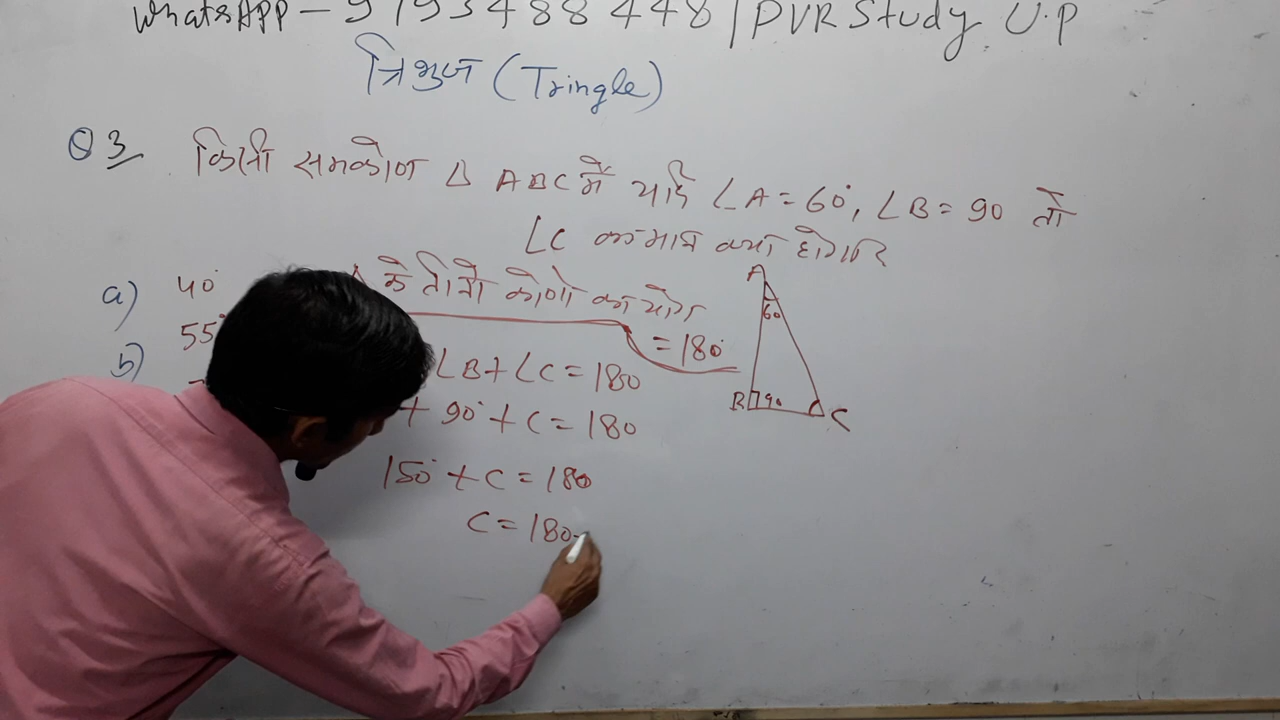 WhatsApp - 9193488448 | PVR Study U.P
त्रिभुज (Tringle)
Q 3 किसी समकोण Δ ABC में यदि ∠A = 60°, ∠B = 90 तो
∠C का माप क्या होगा
a) 40°
Δ के तीनो कोणो का योग
= 180°
55°
b)
∠B + ∠C = 180
+ 90° + C = 180
150° + C = 180
C = 180-
A
60
B 90 C